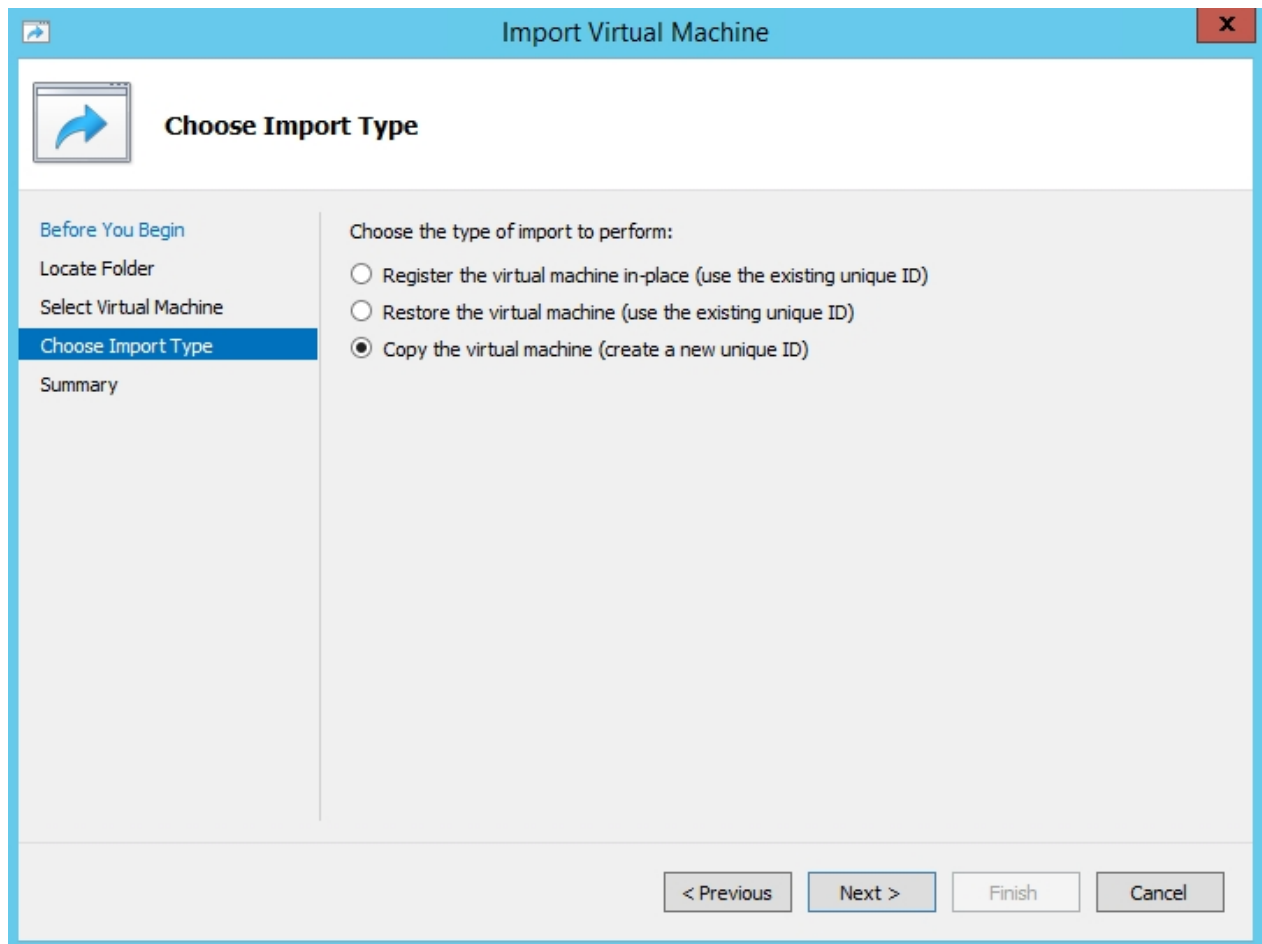 Import Virtual Machine
x
Choose Import Type
Before You Begin
Locate Folder
Select Virtual Machine
Choose Import Type
Summary
Choose the type of import to perform:
Register the virtual machine in-place (use the existing unique ID)
Restore the virtual machine (use the existing unique ID)
Copy the virtual machine (create a new unique ID)
< Previous
Next >
Finish
Cancel